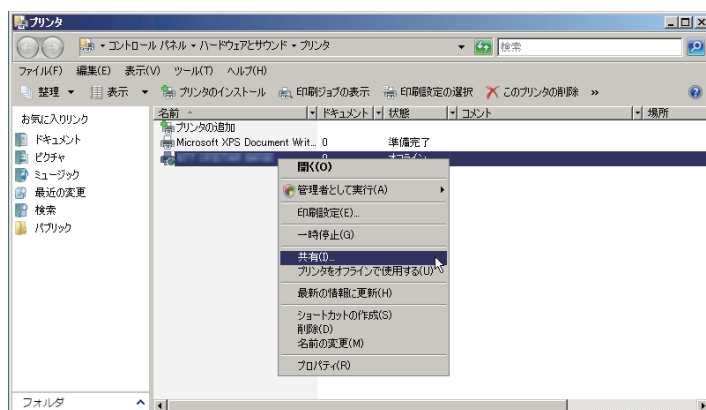 プリンタ
コントロール パネル ▾ ハードウェアとサウンド ▾ プリンタ
検索
ファイル(F) 編集(E) 表示(V) ツール(T) ヘルプ(H)
整理 表示 プリンタのインストール 印刷ジョブの表示 印刷設定の選択 このプリンタの削除 »
お気に入りリンク
ドキュメント
ピクチャ
ミュージック
最近の変更
検索
パブリック
フォルダ
名前 ドキュメント 状態 コメント 場所
プリンタの追加
Microsoft XPS Document Writ... 0 準備完了
0 オフライン
開く(O)
管理者として実行(A)
印刷設定(E)...
一時停止(G)
共有(I)...
プリンタをオフラインで使用する(U)
最新の情報に更新(H)
ショートカットの作成(S)
削除(D)
名前の変更(M)
プロパティ(R)